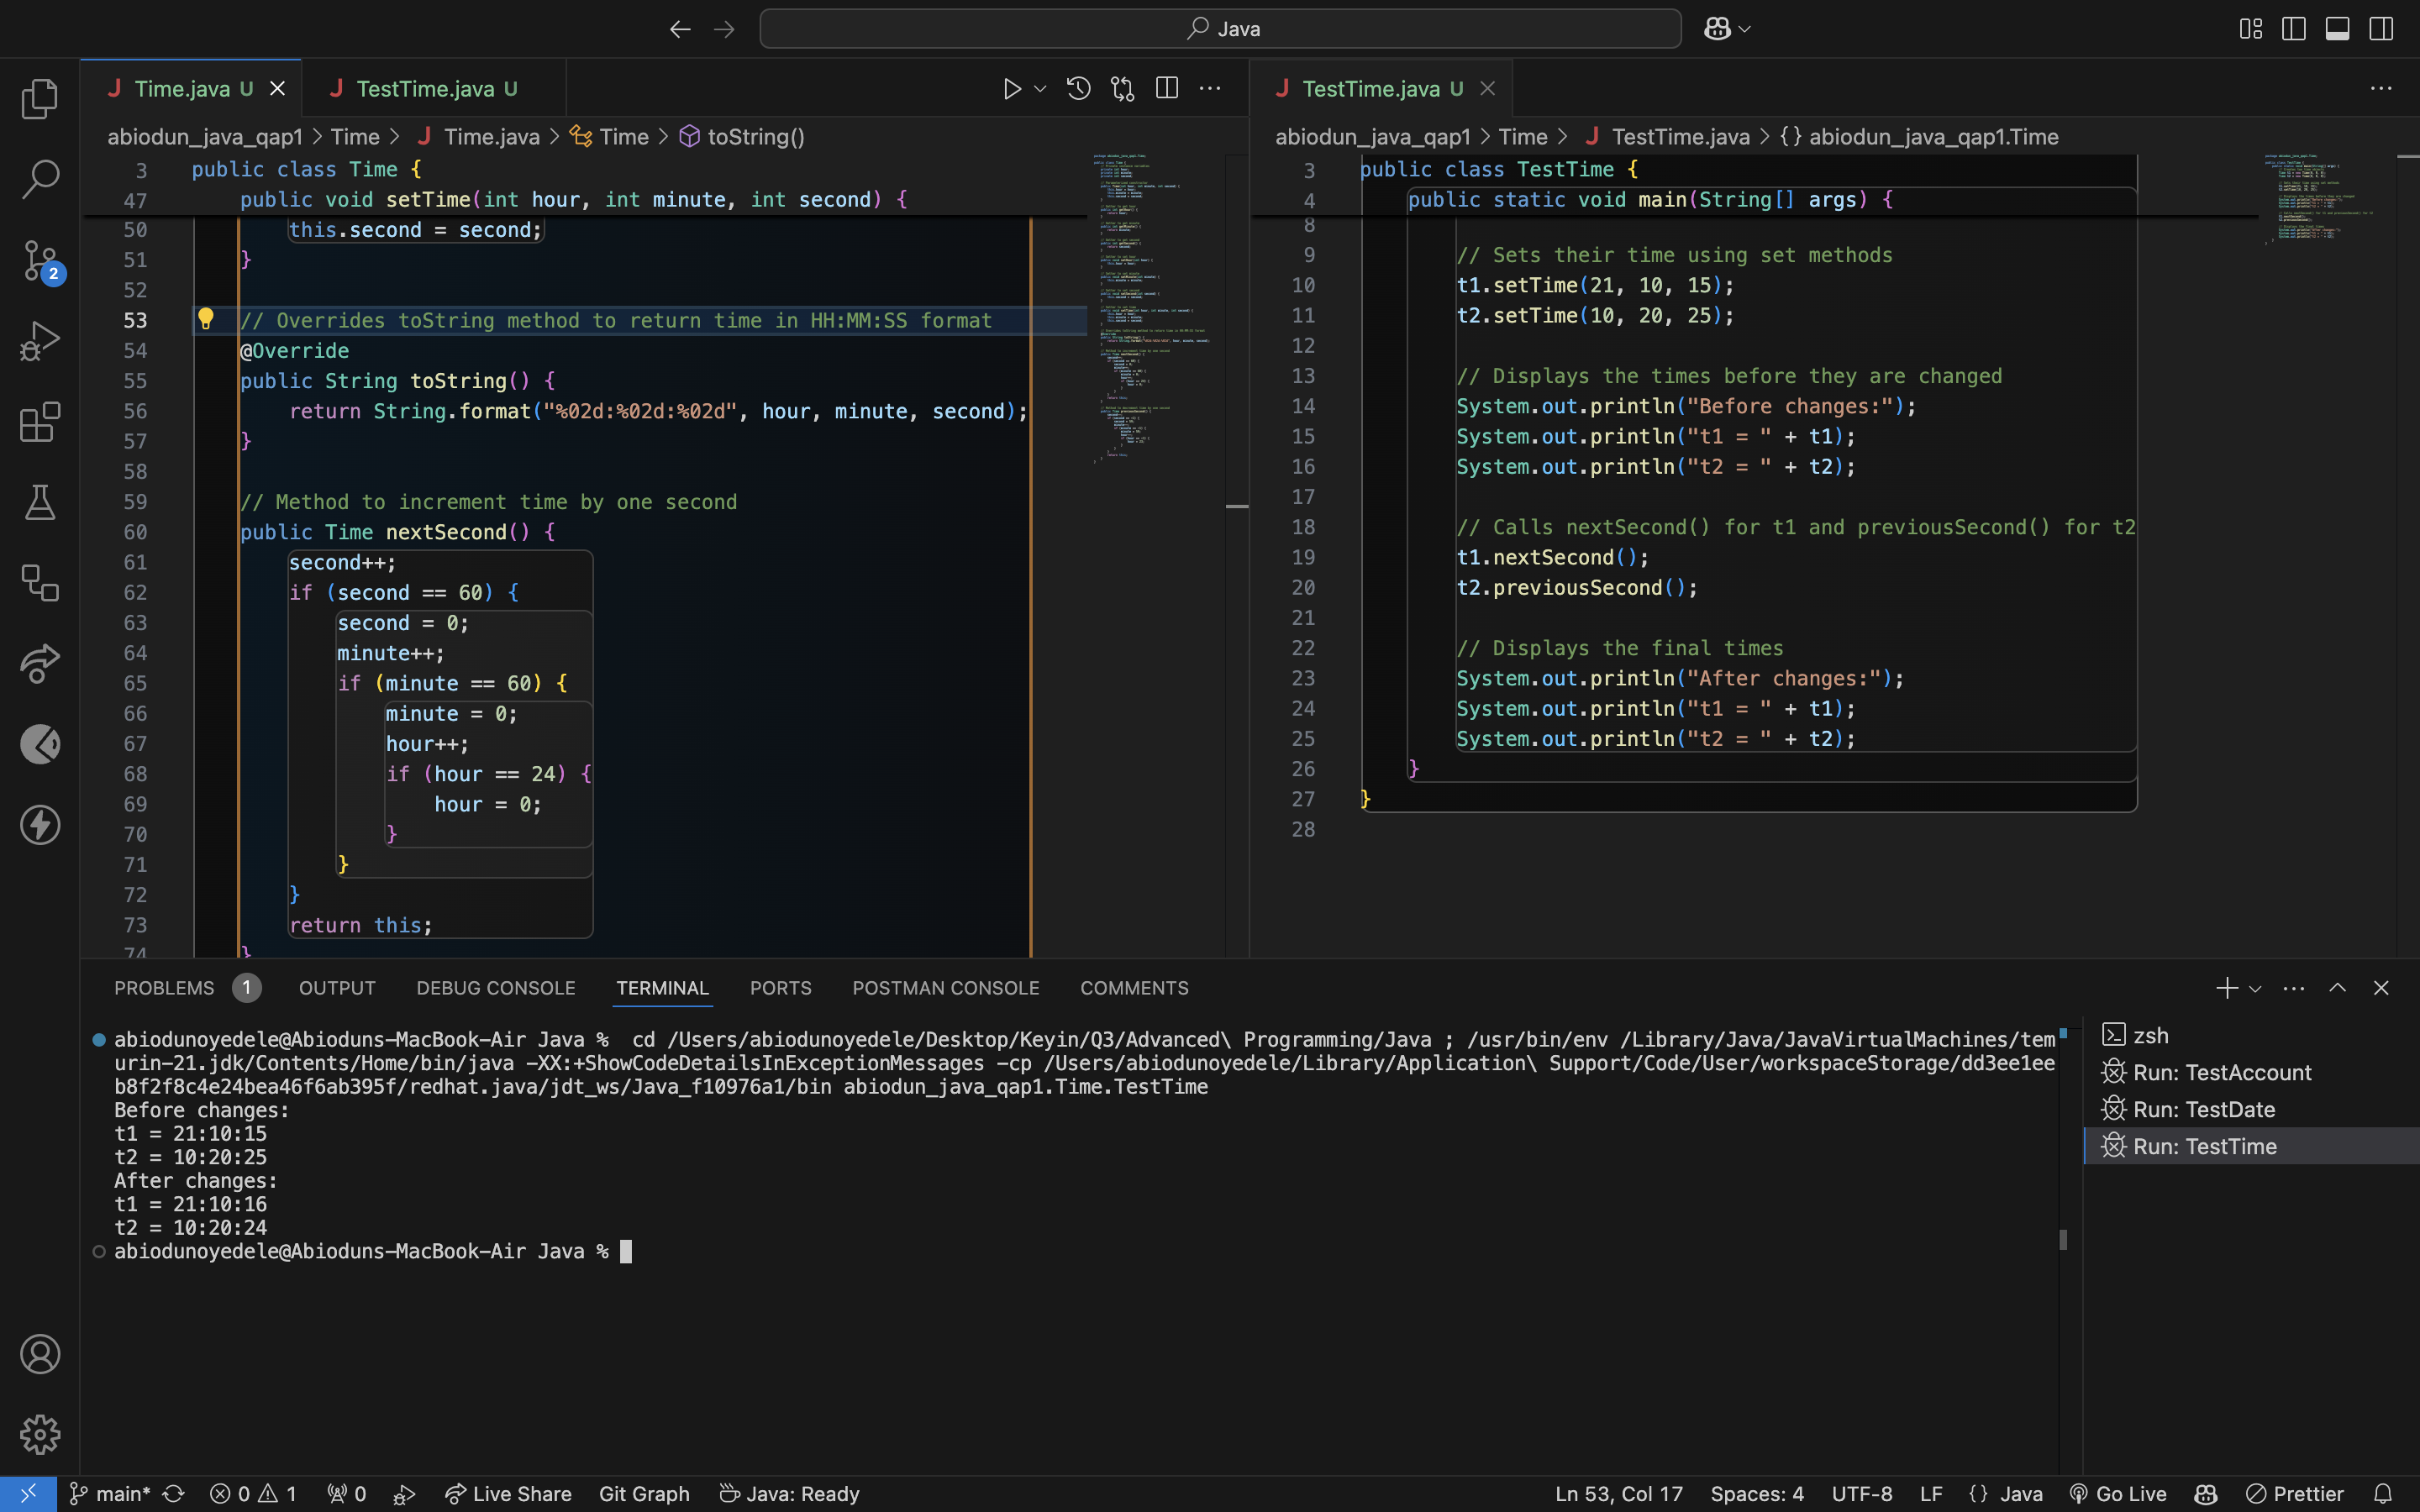 Java
Time.java U
TestTime.java U
TestTime.java U
abiodun_java_qap1 > Time > Time.java > Time > toString()
abiodun_java_qap1 > Time > TestTime.java > {} abiodun_java_qap1.Time
3 public class Time {
47 public void setTime(int hour, int minute, int second) {
50 this.second = second;
51 }
52
53 // Overrides toString method to return time in HH:MM:SS format
54 @Override
55 public String toString() {
56 return String.format("%02d:%02d:%02d", hour, minute, second);
57 }
58
59 // Method to increment time by one second
60 public Time nextSecond() {
61 second++;
62 if (second == 60) {
63 second = 0;
64 minute++;
65 if (minute == 60) {
66 minute = 0;
67 hour++;
68 if (hour == 24) {
69 hour = 0;
70 }
71 }
72 }
73 return this;
74 }
3 public class TestTime {
4 public static void main(String[] args) {
8
9 // Sets their time using set methods
10 t1.setTime(21, 10, 15);
11 t2.setTime(10, 20, 25);
12
13 // Displays the times before they are changed
14 System.out.println("Before changes:");
15 System.out.println("t1 = " + t1);
16 System.out.println("t2 = " + t2);
17
18 // Calls nextSecond() for t1 and previousSecond() for t2
19 t1.nextSecond();
20 t2.previousSecond();
21
22 // Displays the final times
23 System.out.println("After changes:");
24 System.out.println("t1 = " + t1);
25 System.out.println("t2 = " + t2);
26 }
27 }
28
2
PROBLEMS 1 OUTPUT DEBUG CONSOLE TERMINAL PORTS POSTMAN CONSOLE COMMENTS
abiodunoyedele@Abioduns-MacBook-Air Java % cd /Users/abiodunoyedele/Desktop/Keyin/Q3/Advanced\ Programming/Java ; /usr/bin/env /Library/Java/JavaVirtualMachines/tem
urin-21.jdk/Contents/Home/bin/java -XX:+ShowCodeDetailsInExceptionMessages -cp /Users/abiodunoyedele/Library/Application\ Support/Code/User/workspaceStorage/dd3ee1ee
b8f2f8c4e24bea46f6ab395f/redhat.java/jdt_ws/Java_f10976a1/bin abiodun_java_qap1.Time.TestTime
Before changes:
t1 = 21:10:15
t2 = 10:20:25
After changes:
t1 = 21:10:16
t2 = 10:20:24
abiodunoyedele@Abioduns-MacBook-Air Java %
zsh
Run: TestAccount
Run: TestDate
Run: TestTime
main* 0 1 0 Live Share Git Graph Java: Ready Ln 53, Col 17 Spaces: 4 UTF-8 LF {} Java Go Live Prettier